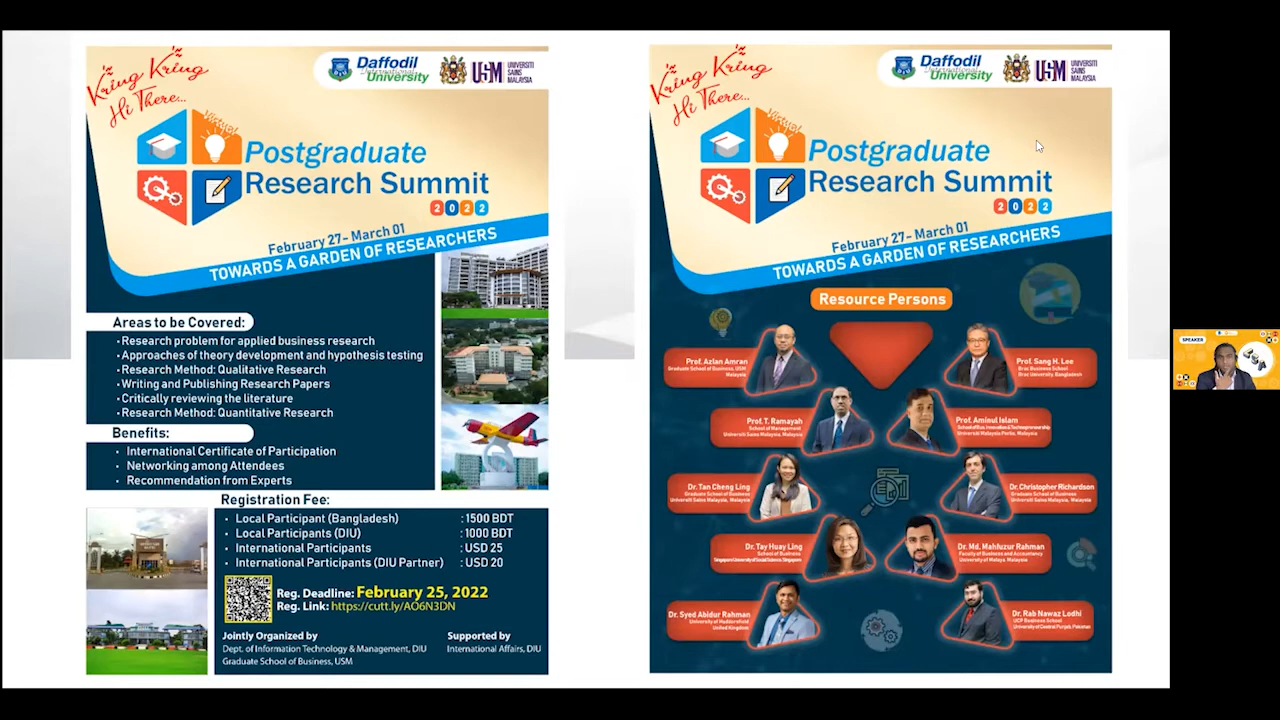 Kring Kring
Hi There...
Daffodil
International
University
USM
UNIVERSITI
SAINS
MALAYSIA
Virtual
Postgraduate
Research Summit
2022
February 27- March 01
TOWARDS A GARDEN OF RESEARCHERS
Areas to be Covered:
• Research problem for applied business research
• Approaches of theory development and hypothesis testing
• Research Method: Qualitative Research
• Writing and Publishing Research Papers
• Critically reviewing the literature
• Research Method: Quantitative Research
Benefits:
• International Certificate of Participation
• Networking among Attendees
• Recommendation from Experts
Registration Fee:
• Local Participant (Bangladesh) : 1500 BDT
• Local Participants (DIU) : 1000 BDT
• International Participants : USD 25
• International Participants (DIU Partner) : USD 20
Reg. Deadline: February 25, 2022
Reg. Link: https://cutt.ly/AO6N3DN
Jointly Organized by
Dept. of Information Technology & Management, DIU
Graduate School of Business, USM
Supported by
International Affairs, DIU
Kring Kring
Hi There...
Daffodil
International
University
USM
UNIVERSITI
SAINS
MALAYSIA
Virtual
Postgraduate
Research Summit
2022
February 27- March 01
TOWARDS A GARDEN OF RESEARCHERS
Resource Persons
Prof. Azlan Amran
Graduate School of Business, USM
Malaysia
Prof. Sang H. Lee
Brac Business School
Brac University, Bangladesh
Prof. T. Ramayah
School of Management
Universiti Sains Malaysia, Malaysia
Prof. Aminul Islam
School of Bus. Innovation & Technopreneurship
Universiti Malaysia Perlis, Malaysia
Dr. Tan Cheng Ling
Graduate School of Business
Universiti Sains Malaysia, Malaysia
Dr. Christopher Richardson
Graduate School of Business
Universiti Sains Malaysia, Malaysia
Dr. Tay Huay Ling
School of Business
Singapore University of Social Science, Singapore
Dr. Md. Mahfuzur Rahman
Faculty of Business and Accountancy
University of Malaya, Malaysia
Dr. Syed Abidur Rahman
University of Huddersfield
United Kingdom
Dr. Rab Nawaz Lodhi
UCP Business School
University of Central Punjab, Pakistan
SPEAKER